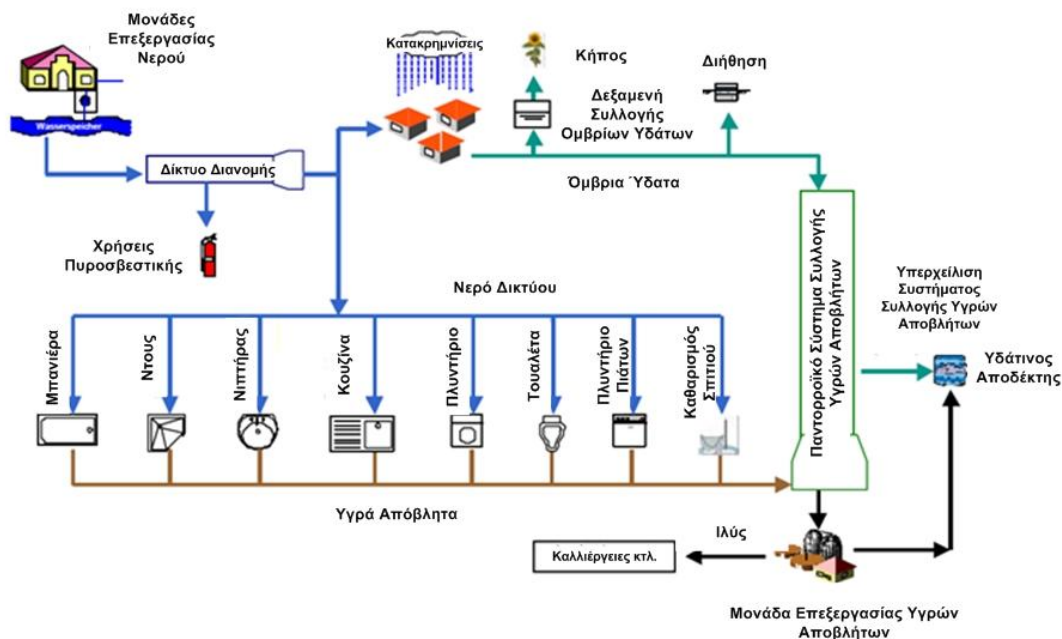 Μονάδες
Επεξεργασίας
Νερού
Wasserspeicher
Κατακρημνίσεις
Κήπος
Δεξαμενή
Συλλογής
Ομβρίων Υδάτων
Διήθηση
Δίκτυο Διανομής
Όμβρια Ύδατα
Χρήσεις
Πυροσβεστικής
Νερό Δικτύου
Μπανιέρα
Ντους
Νιπτήρας
Κουζίνα
Πλυντήριο
Τουαλέτα
Πλυντήριο
Πιάτων
Καθαρισμός
Σπιτιού
Παντορροϊκό Σύστημα Συλλογής
Υγρών Αποβλήτων
Υπερχείλιση
Συστήματος
Συλλογής Υγρών
Αποβλήτων
Υδάτινος
Αποδέκτης
Υγρά Απόβλητα
Ιλύς
Καλλιέργειες κτλ.
Μονάδα Επεξεργασίας Υγρών
Αποβλήτων